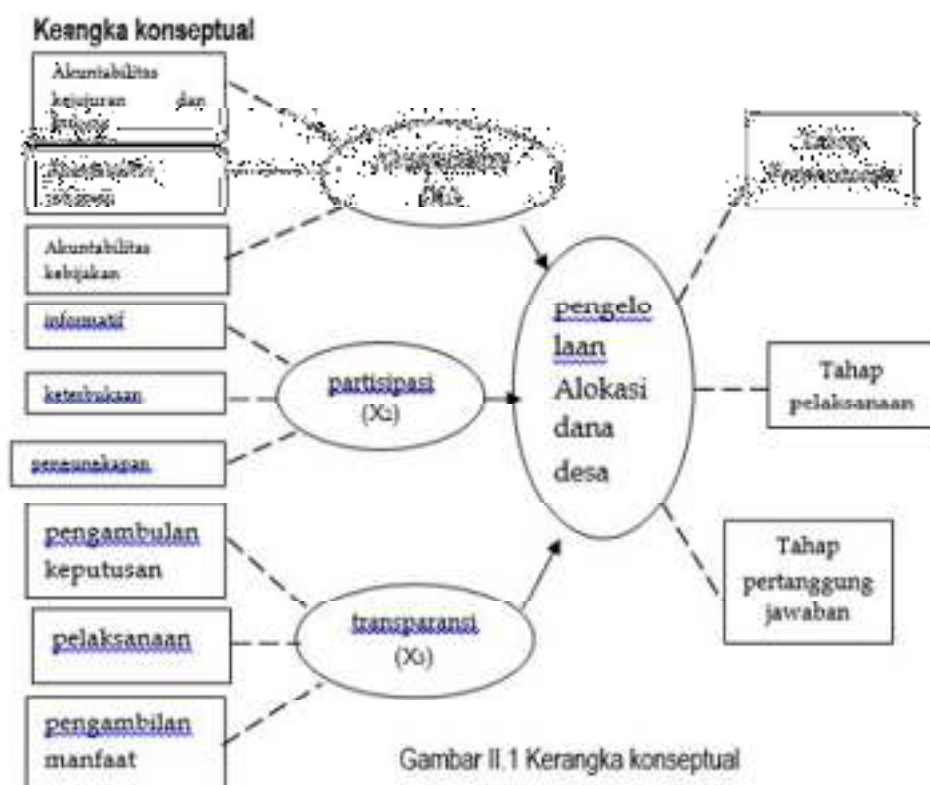 Keangka konseptual
Akuntabilitas
kejujuran dan
Akuntabilitas
kebijakan
informatif
keterbukaan
pengungkapan
pengambulan
keputusan
pelaksanaan
pengambilan
manfaat
partisipasi
(X2)
transparansi
(X3)
pengelo
laan
Alokasi
dana
desa
Tahap
Tahap
pelaksanaan
Tahap
pertanggung
jawaban
Gambar II.1 Kerangka konseptual